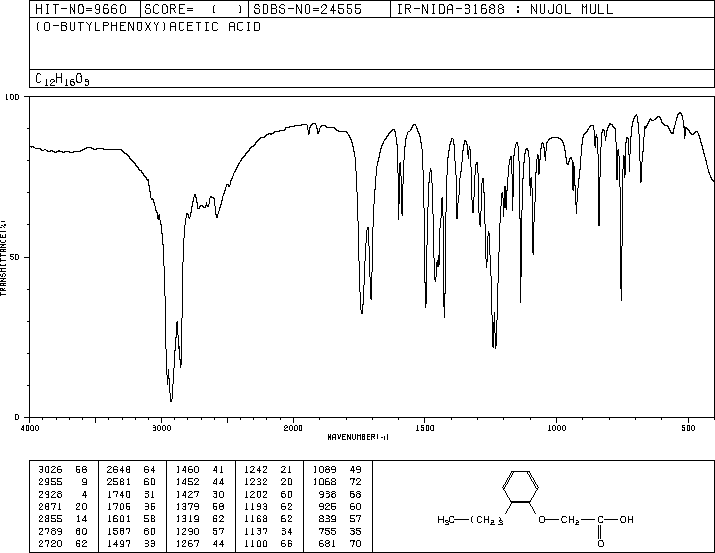 HIT-NO=9660 SCORE= ( ) SDBS-NO=24555 IR-NIDA-31688 : NUJOL MULL
(O-BUTYLPHENOXY)ACETIC ACID
C12H16O3
100
TRANSMITTANCE(%)
50
0
4000 3000 2000 1500 1000 500
WAVENUMBER(-1)
3026 68 2648 64 1460 41 1242 21 1089 49
2955 9 2581 60 1452 44 1232 20 1068 72
2928 4 1740 31 1427 30 1202 60 938 68
2871 20 1706 36 1379 58 1193 62 925 60
2855 14 1601 58 1319 62 1168 62 839 57
2789 60 1587 60 1290 57 1137 34 755 35
2720 62 1497 33 1267 44 1100 66 681 70
H3C—(CH2)3 O—CH2—C—OH
O